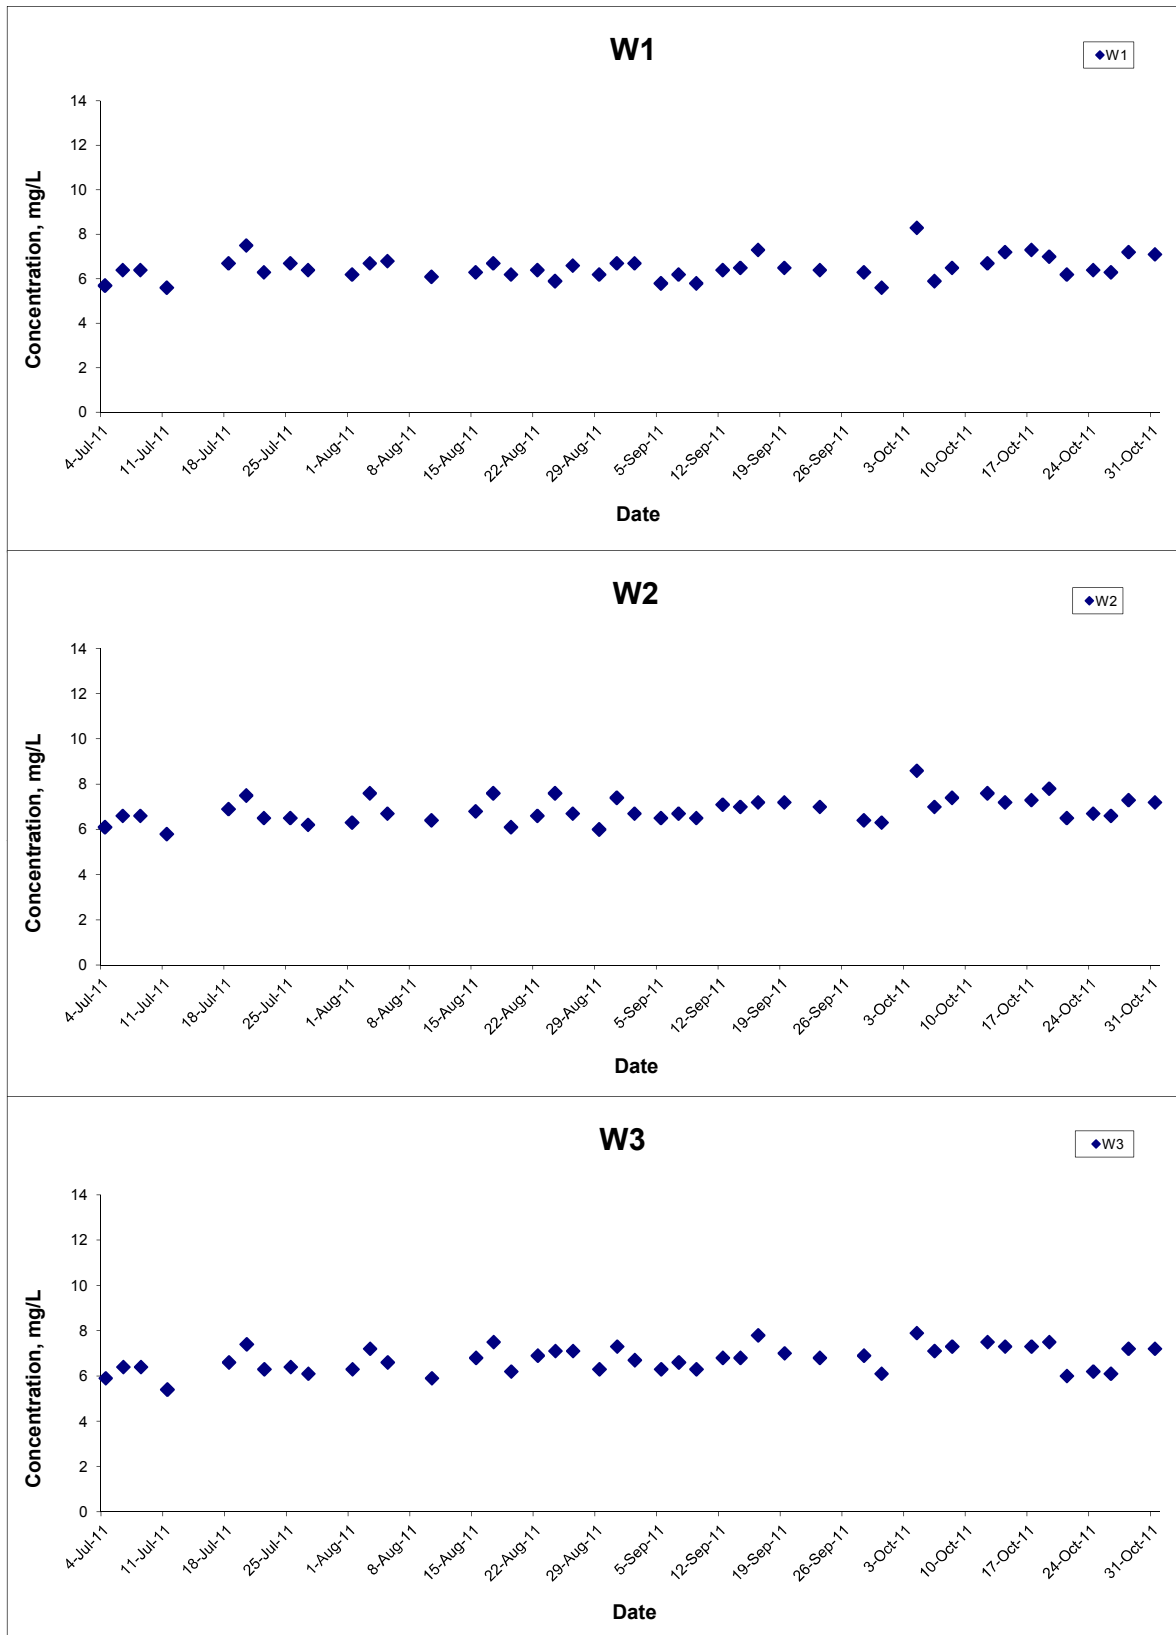 W1
W1
14
12
10
8
6
4
2
0
Concentration, mg/L
4-Jul-11 11-Jul-11 18-Jul-11 25-Jul-11 1-Aug-11 8-Aug-11 15-Aug-11 22-Aug-11 29-Aug-11 5-Sep-11 12-Sep-11 19-Sep-11 26-Sep-11 3-Oct-11 10-Oct-11 17-Oct-11 24-Oct-11 31-Oct-11
Date
W2
W2
14
12
10
8
6
4
2
0
Concentration, mg/L
4-Jul-11 11-Jul-11 18-Jul-11 25-Jul-11 1-Aug-11 8-Aug-11 15-Aug-11 22-Aug-11 29-Aug-11 5-Sep-11 12-Sep-11 19-Sep-11 26-Sep-11 3-Oct-11 10-Oct-11 17-Oct-11 24-Oct-11 31-Oct-11
Date
W3
W3
14
12
10
8
6
4
2
0
Concentration, mg/L
4-Jul-11 11-Jul-11 18-Jul-11 25-Jul-11 1-Aug-11 8-Aug-11 15-Aug-11 22-Aug-11 29-Aug-11 5-Sep-11 12-Sep-11 19-Sep-11 26-Sep-11 3-Oct-11 10-Oct-11 17-Oct-11 24-Oct-11 31-Oct-11
Date